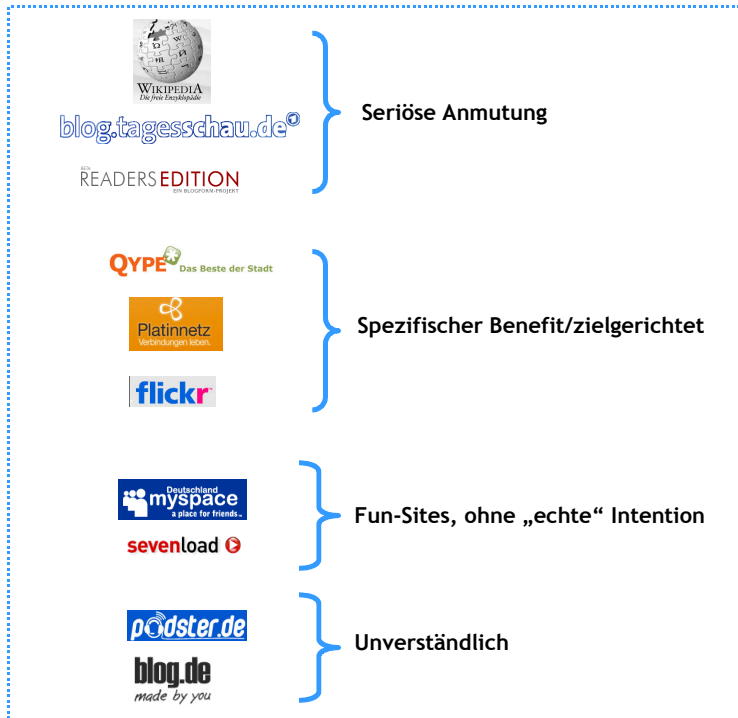 WIKIPEDIA
Die freie Enzyklopädie
blog.tagesschau.de
Seriöse Anmutung
READERS EDITION
EIN BLOGFORM-PROJEKT
QYPE Das Beste der Stadt
Platinnetz
Verbindungen leben.
Spezifischer Benefit/zielgerichtet
flickr
Deutschland
myspace
a place for friends
Fun-Sites, ohne „echte“ Intention
sevenload
podster.de
Unverständlich
blog.de
made by you